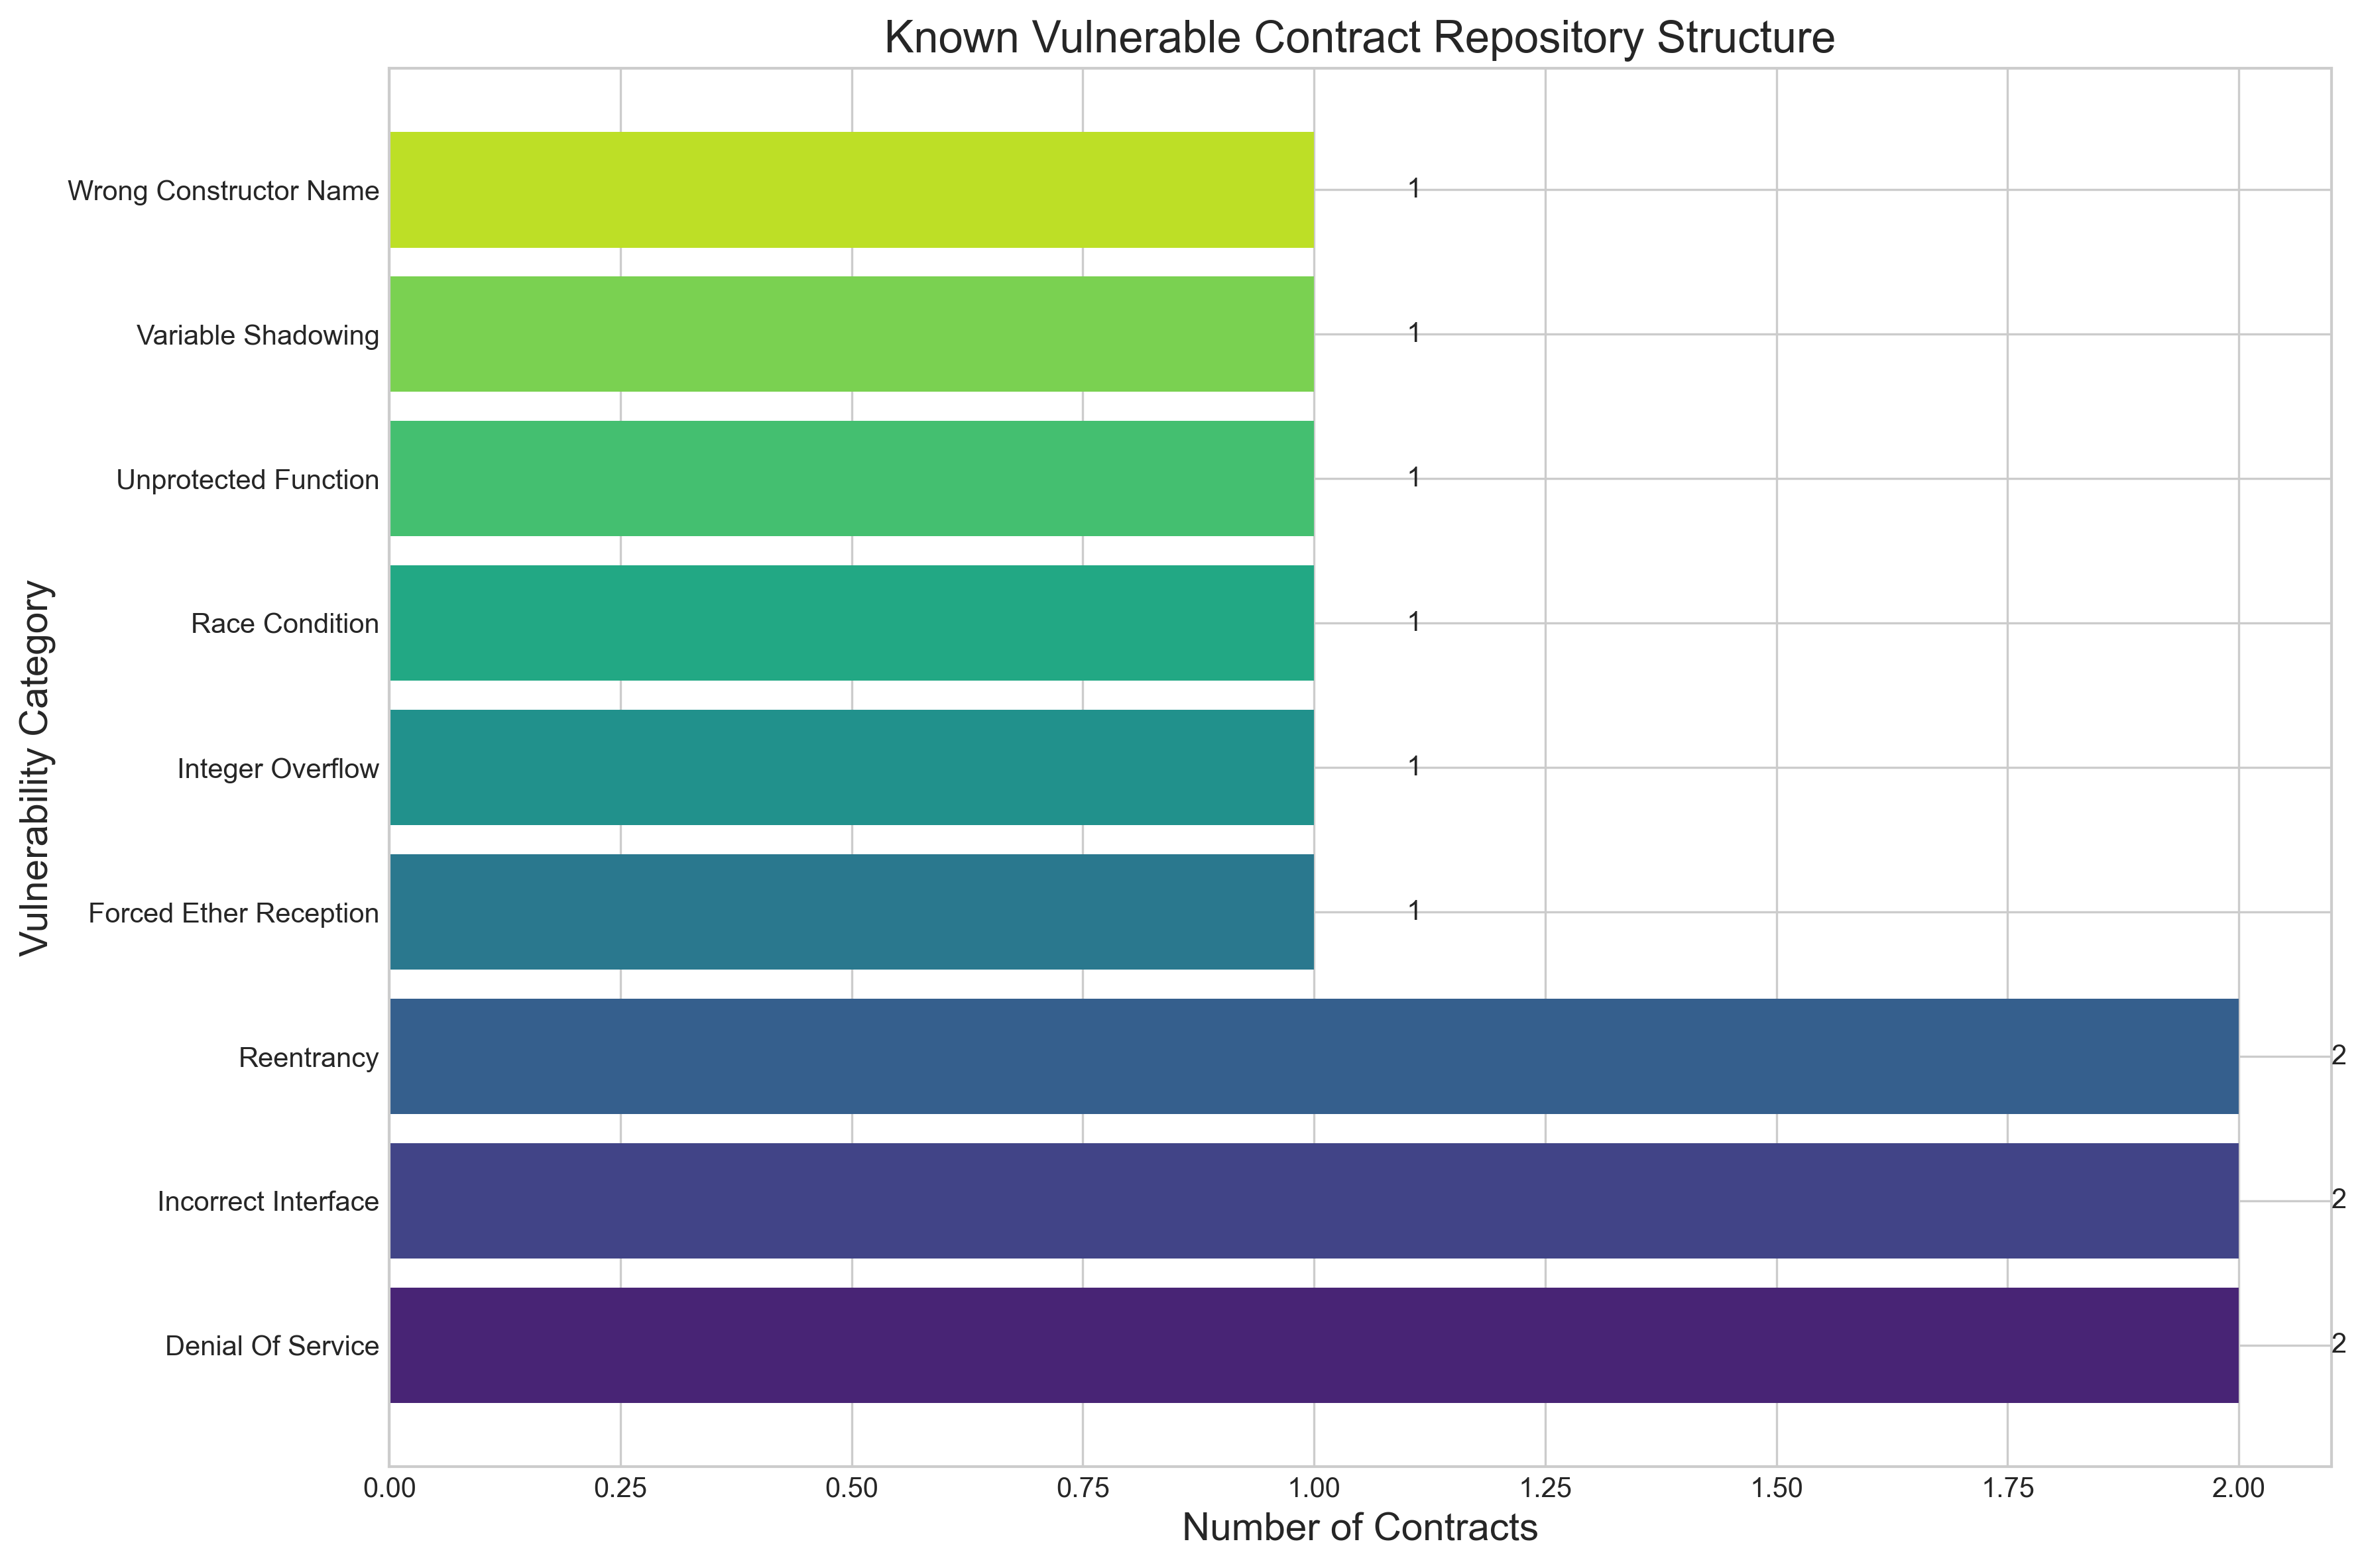 Known Vulnerable Contract Repository Structure
Vulnerability Category
Wrong Constructor Name
1
Variable Shadowing
1
Unprotected Function
1
Race Condition
1
Integer Overflow
1
Forced Ether Reception
1
Reentrancy
2
Incorrect Interface
2
Denial Of Service
2
0.00 0.25 0.50 0.75 1.00 1.25 1.50 1.75 2.00
Number of Contracts